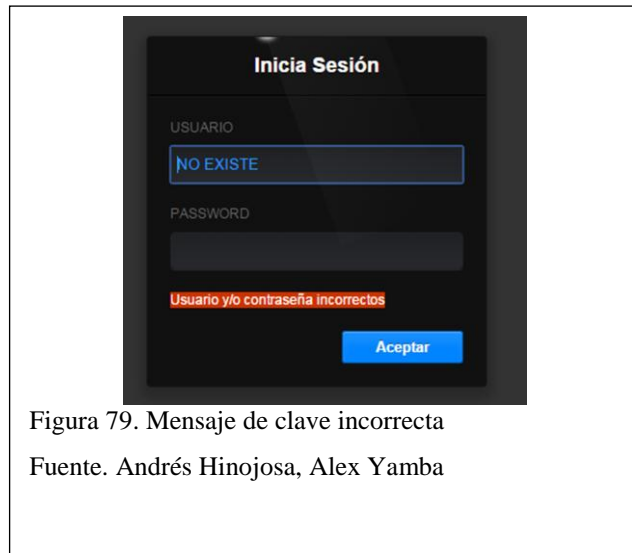 Inicia Sesión
USUARIO
NO EXISTE
PASSWORD
Usuario y/o contraseña incorrectos
Aceptar
Figura 79. Mensaje de clave incorrecta
Fuente. Andrés Hinojosa, Alex Yamba